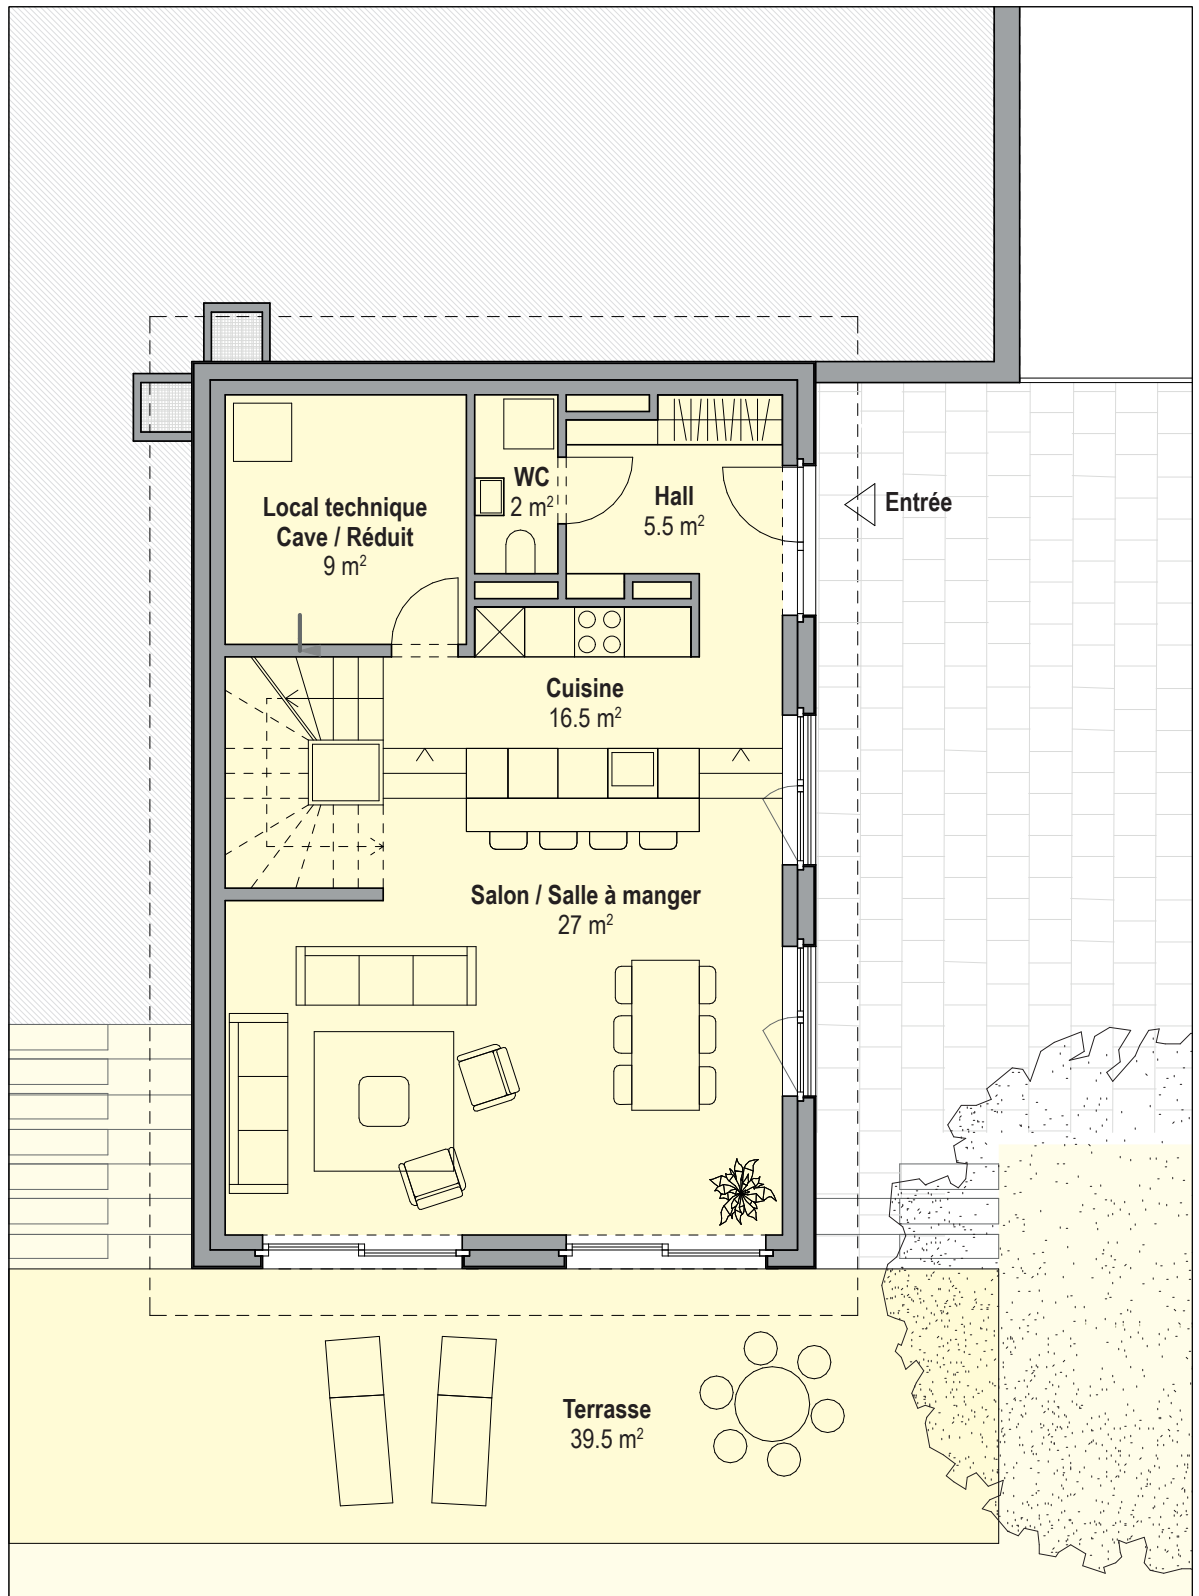 WC
2 m²
Hall
5.5 m²
Entrée
Local technique
Cave / Réduit
9 m²
Cuisine
16.5 m²
Salon / Salle à manger
27 m²
Terrasse
39.5 m²